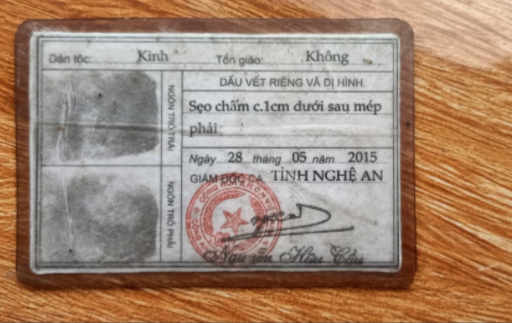 Dân tộc: Kinh Tôn giáo: Không
DẤU VẾT RIÊNG VÀ DỊ HÌNH
Sẹo chấm c.1cm dưới sau mép
phải
NGÓN TRỎ TRÁI
Ngày 28 tháng 05 năm 2015
GIÁM ĐỐC CA TỈNH NGHỆ AN
NGÓN TRỎ PHẢI
Nguyễn Hữu Cầu